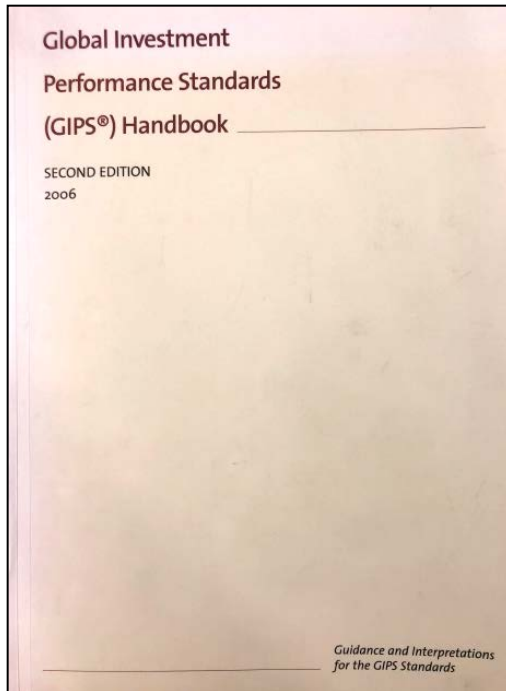 Global Investment
Performance Standards
(GIPS®) Handbook
SECOND EDITION
2006
Guidance and Interpretations
for the GIPS Standards